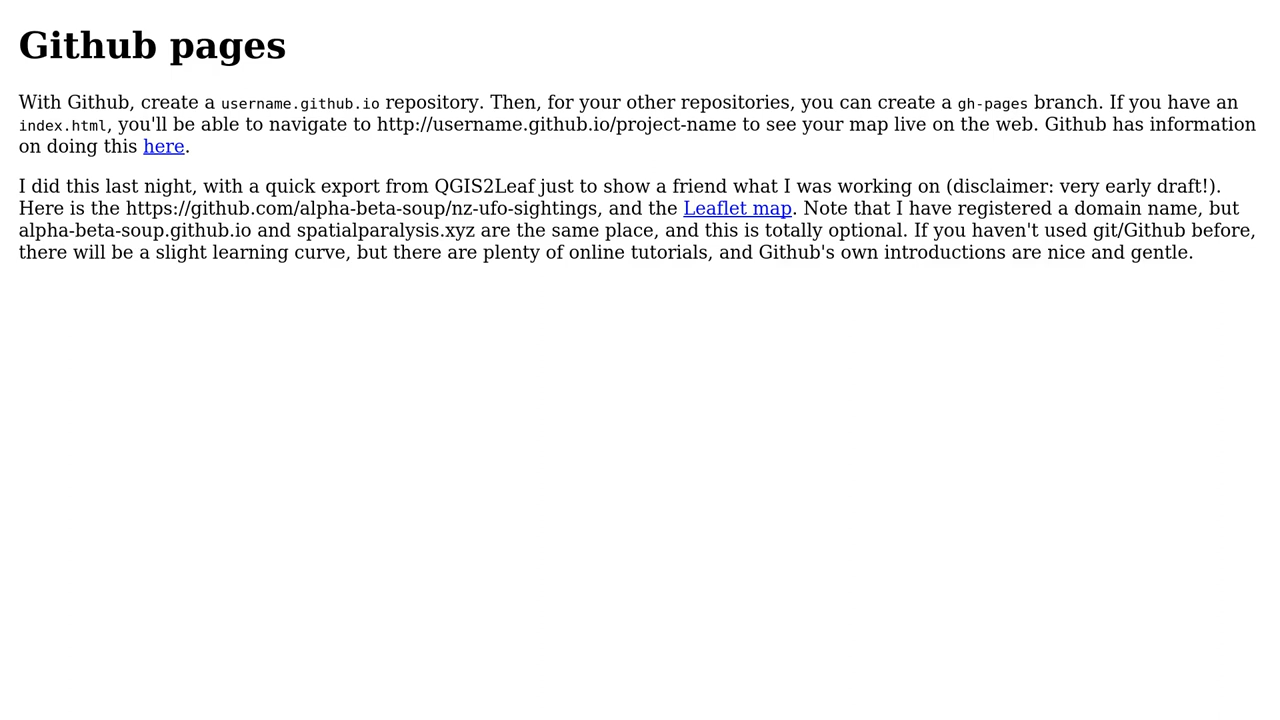 Github pages
With Github, create a username.github.io repository. Then, for your other repositories, you can create a gh-pages branch. If you have an
index.html, you'll be able to navigate to http://username.github.io/project-name to see your map live on the web. Github has information
on doing this here.
I did this last night, with a quick export from QGIS2Leaf just to show a friend what I was working on (disclaimer: very early draft!).
Here is the https://github.com/alpha-beta-soup/nz-ufo-sightings, and the Leaflet map. Note that I have registered a domain name, but
alpha-beta-soup.github.io and spatialparalysis.xyz are the same place, and this is totally optional. If you haven't used git/Github before,
there will be a slight learning curve, but there are plenty of online tutorials, and Github's own introductions are nice and gentle.